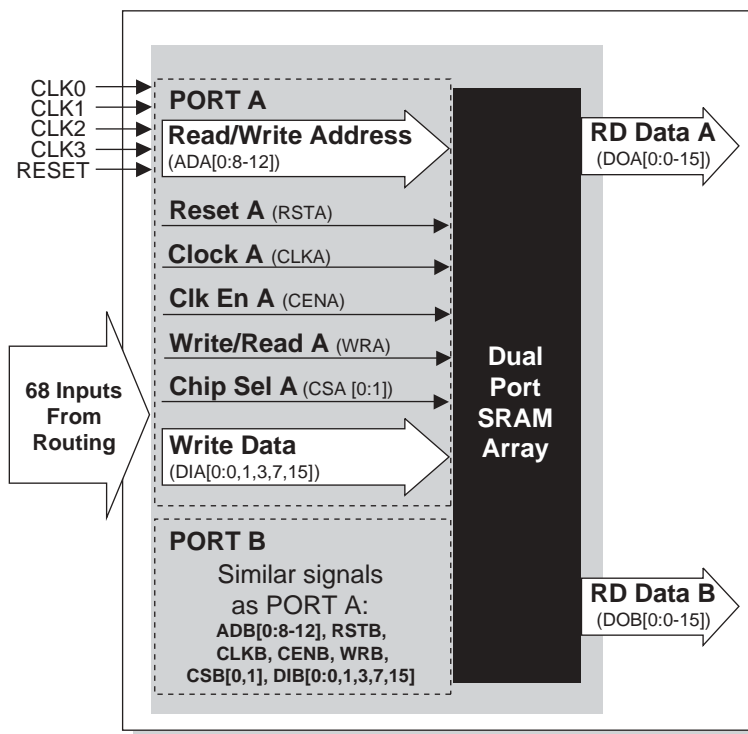 CLK0
CLK1
CLK2
CLK3
RESET
68 Inputs
From
Routing
PORT A
Read/Write Address
(ADA[0:8-12])
Reset A (RSTA)
Clock A (CLKA)
Clk En A (CENA)
Write/Read A (WRA)
Chip Sel A (CSA [0:1])
Write Data
(DIA[0:0,1,3,7,15])
PORT B
Similar signals
as PORT A:
ADB[0:8-12], RSTB,
CLKB, CENB, WRB,
CSB[0,1], DIB[0:0,1,3,7,15]
Dual
Port
SRAM
Array
RD Data A
(DOA[0:0-15])
RD Data B
(DOB[0:0-15])